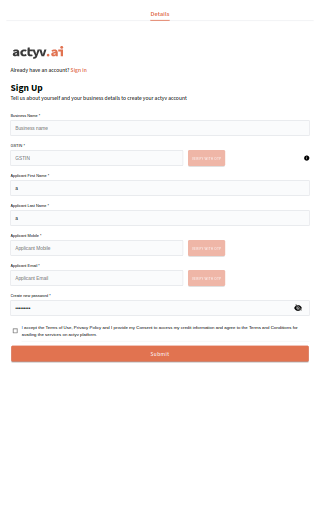 Details
actyv.ai
Already have an account? Sign in
Sign Up
Tell us about yourself and your business details to create your actyv account
Business Name *
Business name
GSTIN *
GSTIN
Applicant First Name *
a
Applicant Last Name *
a
Applicant Mobile *
Applicant Mobile
Applicant Email *
Applicant Email
Create new password *
I accept the Terms of Use, Privacy Policy and I provide my Consent to access my credit information and agree to the Terms and Conditions for
availing the services on actyv platform.
Submit